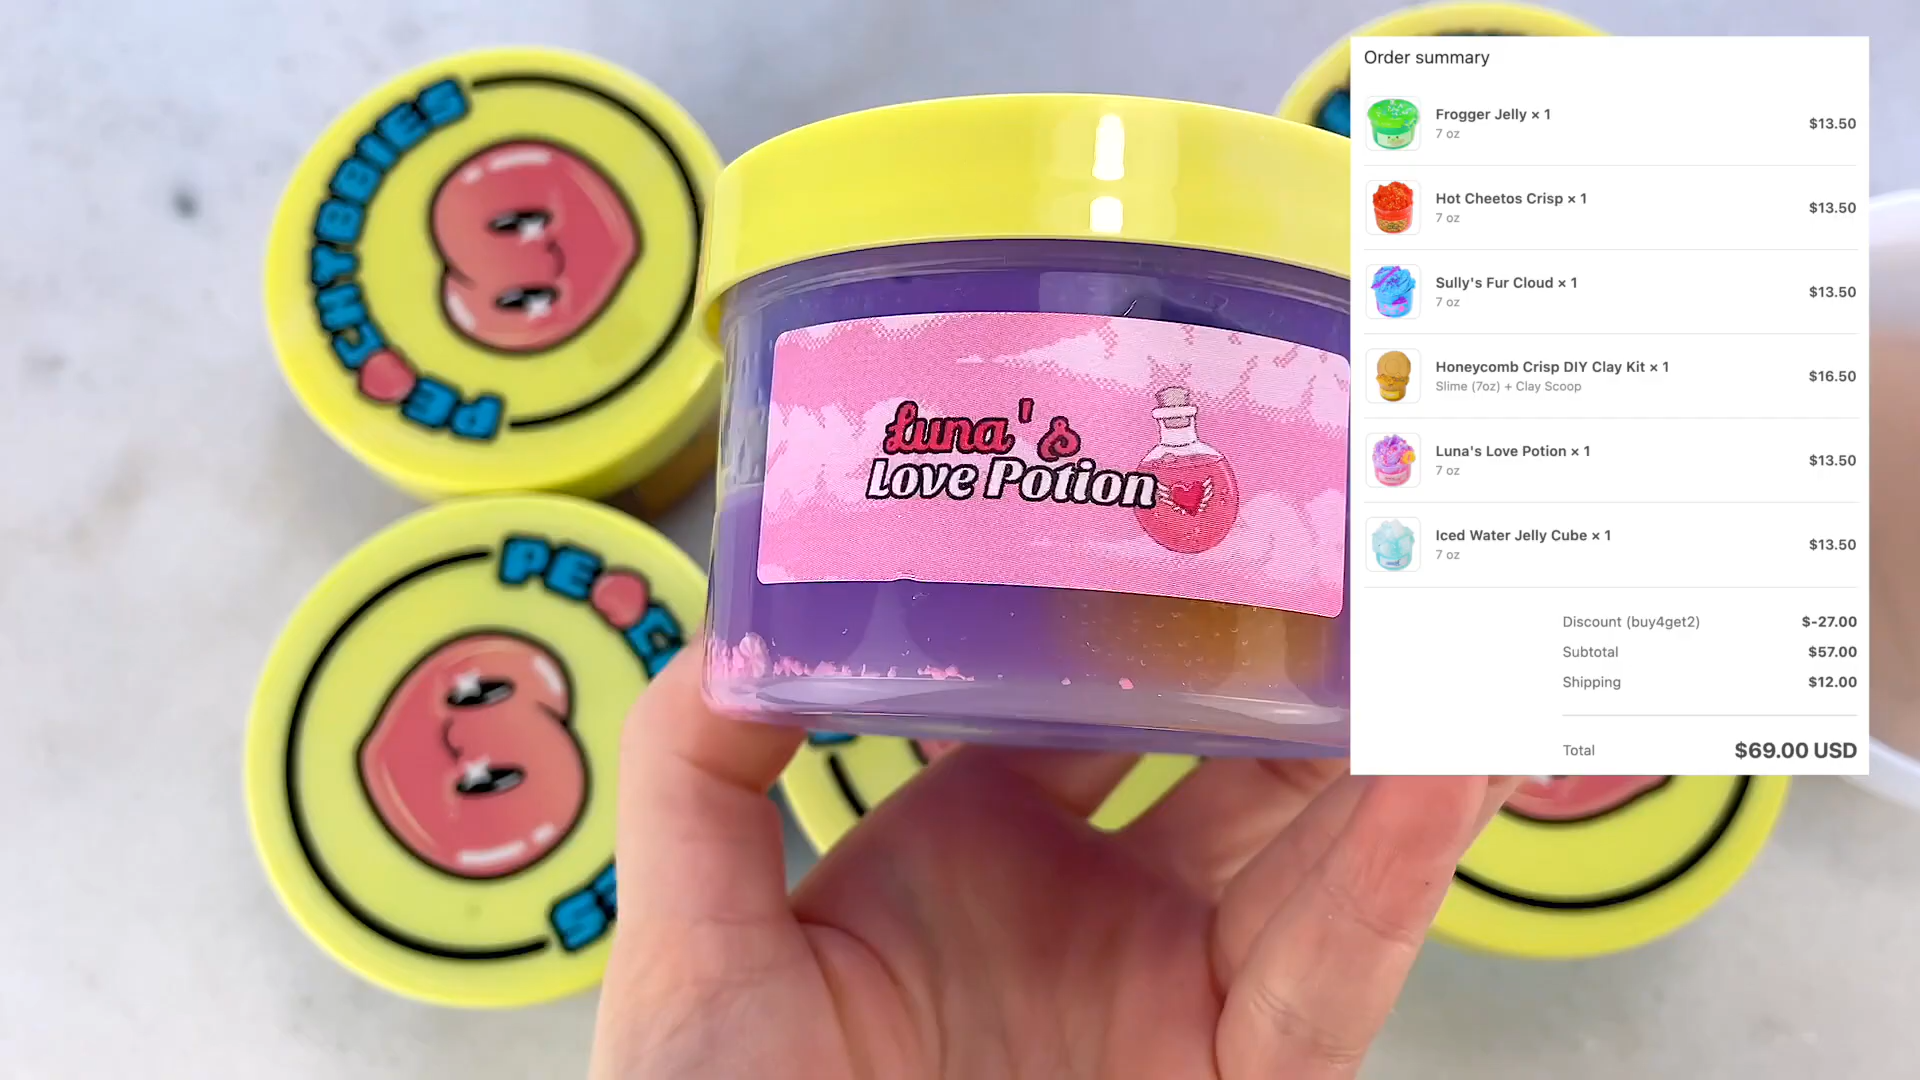 PEACHYBBIES
Luna's
Love Potion
Order summary
Frogger Jelly × 1
7 oz
$13.50
Hot Cheetos Crisp × 1
7 oz
$13.50
Sully's Fur Cloud × 1
7 oz
$13.50
Honeycomb Crisp DIY Clay Kit × 1
Slime (7oz) + Clay Scoop
$16.50
Luna's Love Potion × 1
7 oz
$13.50
Iced Water Jelly Cube × 1
7 oz
$13.50
Discount (buy4get2) $-27.00
Subtotal $57.00
Shipping $12.00
Total $69.00 USD